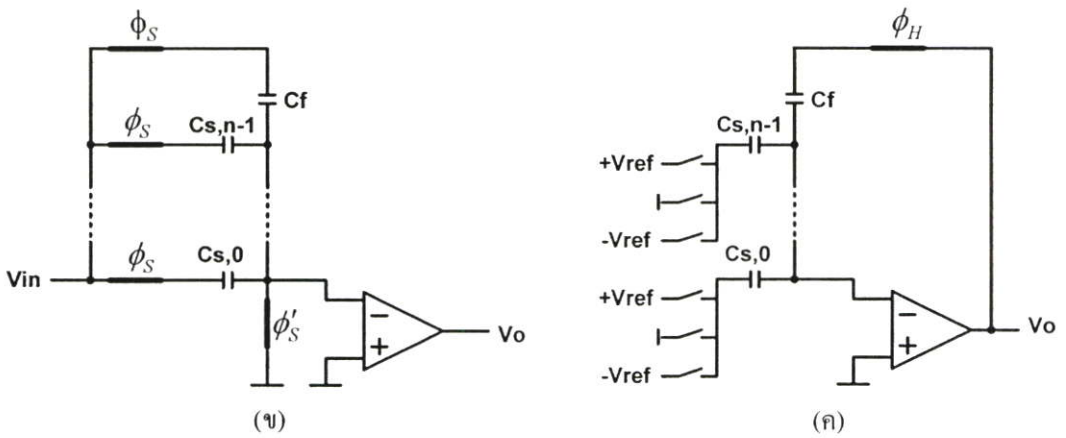 ϕS
Cf
ϕS
Cs,n-1
ϕS
Cs,0
Vin
ϕ′S
−
+
Vo
(ข)
ϕH
Cf
Cs,n-1
+Vref
-Vref
Cs,0
+Vref
-Vref
−
+
Vo
(ค)